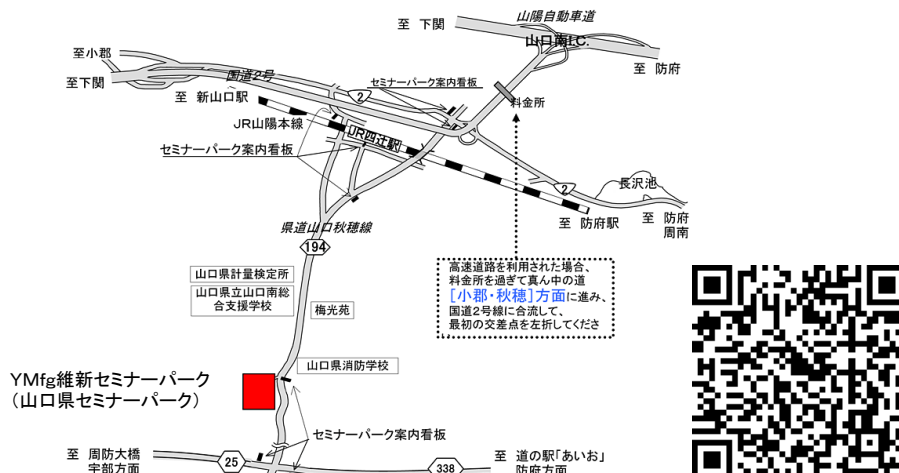 至 下関
山陽自動車道
山口南I.C.
至 防府
至小郡
至下関
国道2号
セミナーパーク案内看板
2
料金所
至 新山口駅
JR山陽本線
JR四辻駅
セミナーパーク案内看板
2
長沢池
至 防府駅
至 防府
周南
県道山口秋穂線
194
山口県計量検定所
山口県立山口南総
合支援学校
梅光苑
高速道路を利用された場合、
料金所を過ぎて真ん中の道
[小郡・秋穂]方面に進み、
国道2号線に合流して、
最初の交差点を左折してくださ
山口県消防学校
YMfg維新セミナーパーク
(山口県セミナーパーク)
セミナーパーク案内看板
至 周防大橋
宇部方面
25
338
至 道の駅「あいお」
防府方面